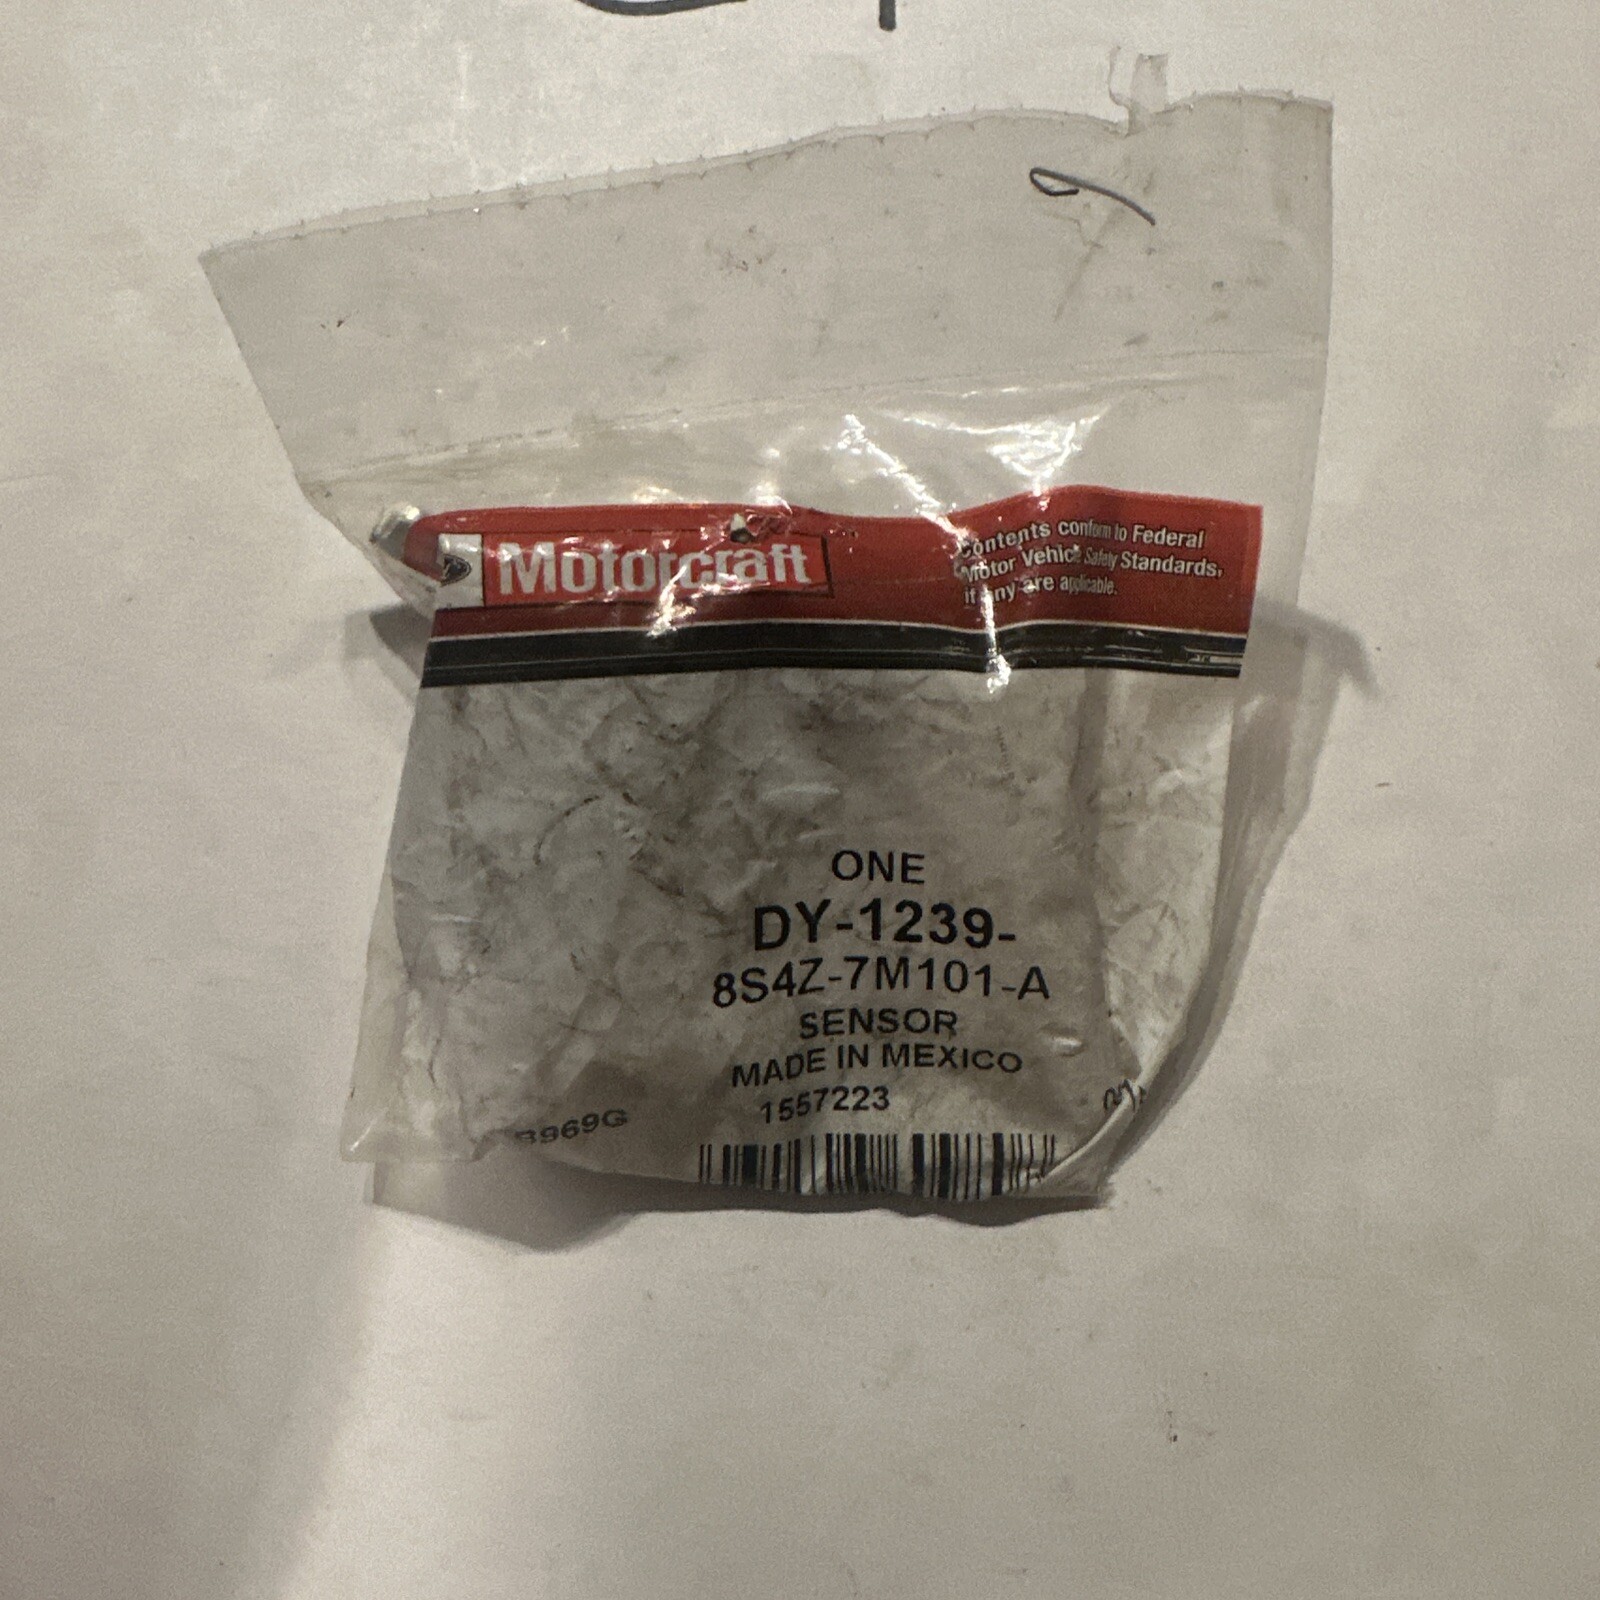 Motorcraft
Contents conform to Federal
Motor Vehicle Safety Standards,
if any are applicable.
ONE
DY-1239-
8S4Z-7M101-A
SENSOR
MADE IN MEXICO
1557223
3969G